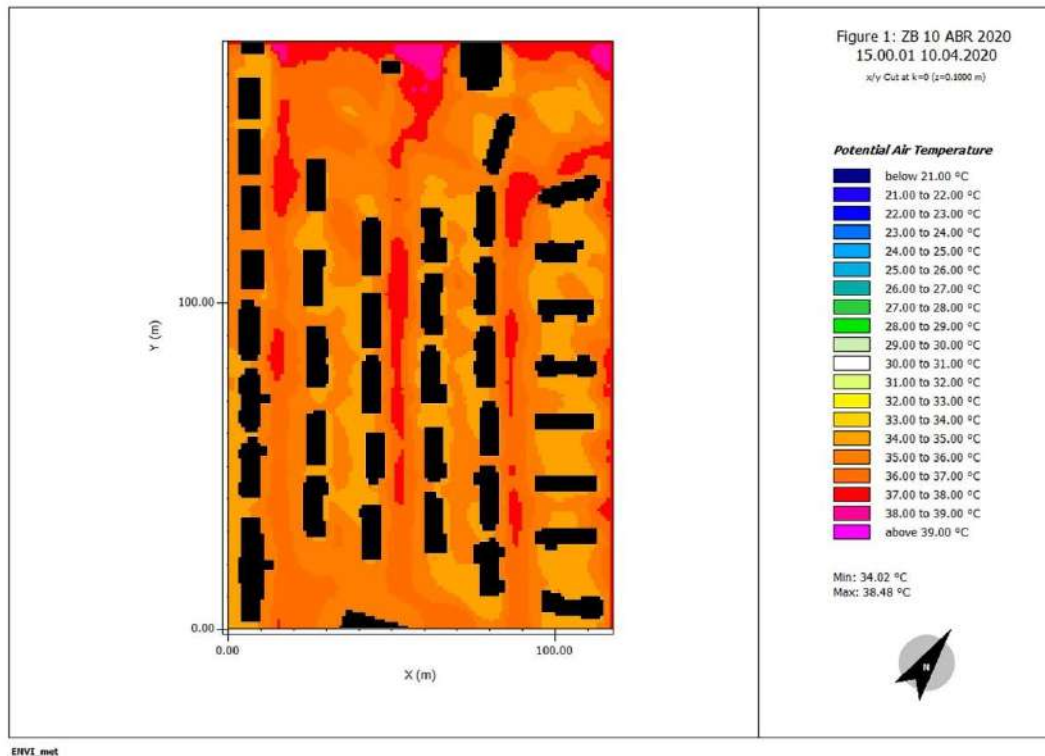 Figure 1: ZB 10 ABR 2020
15.00.01 10.04.2020
x/y Cut at k=0 (z=0.1000 m)
Potential Air Temperature
below 21.00 °C
21.00 to 22.00 °C
22.00 to 23.00 °C
23.00 to 24.00 °C
24.00 to 25.00 °C
25.00 to 26.00 °C
26.00 to 27.00 °C
27.00 to 28.00 °C
28.00 to 29.00 °C
29.00 to 30.00 °C
30.00 to 31.00 °C
31.00 to 32.00 °C
32.00 to 33.00 °C
33.00 to 34.00 °C
34.00 to 35.00 °C
35.00 to 36.00 °C
36.00 to 37.00 °C
37.00 to 38.00 °C
38.00 to 39.00 °C
above 39.00 °C
Min: 34.02 °C
Max: 38.48 °C
N
100.00
Y (m)
0.00
0.00
100.00
X (m)
ENVI_met